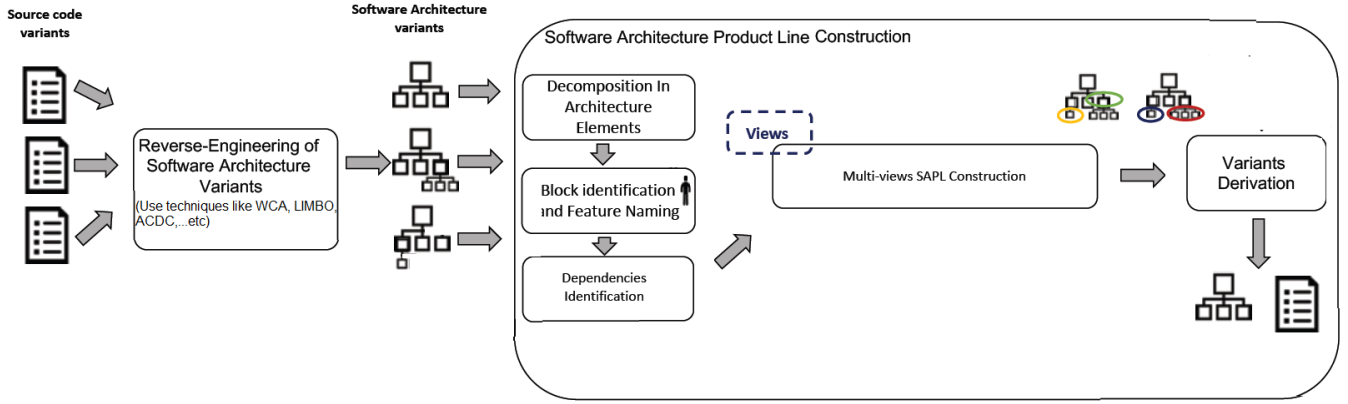 Source code
variants
Software Architecture
variants
Software Architecture Product Line Construction
Reverse-Engineering of
Software Architecture
Variants
(Use techniques like WCA, LIMBO,
ACDC,...etc)
Decomposition In
Architecture
Elements
Block identification
and Feature Naming
Dependencies
Identification
Views
Multi-views SAPL Construction
Variants
Derivation